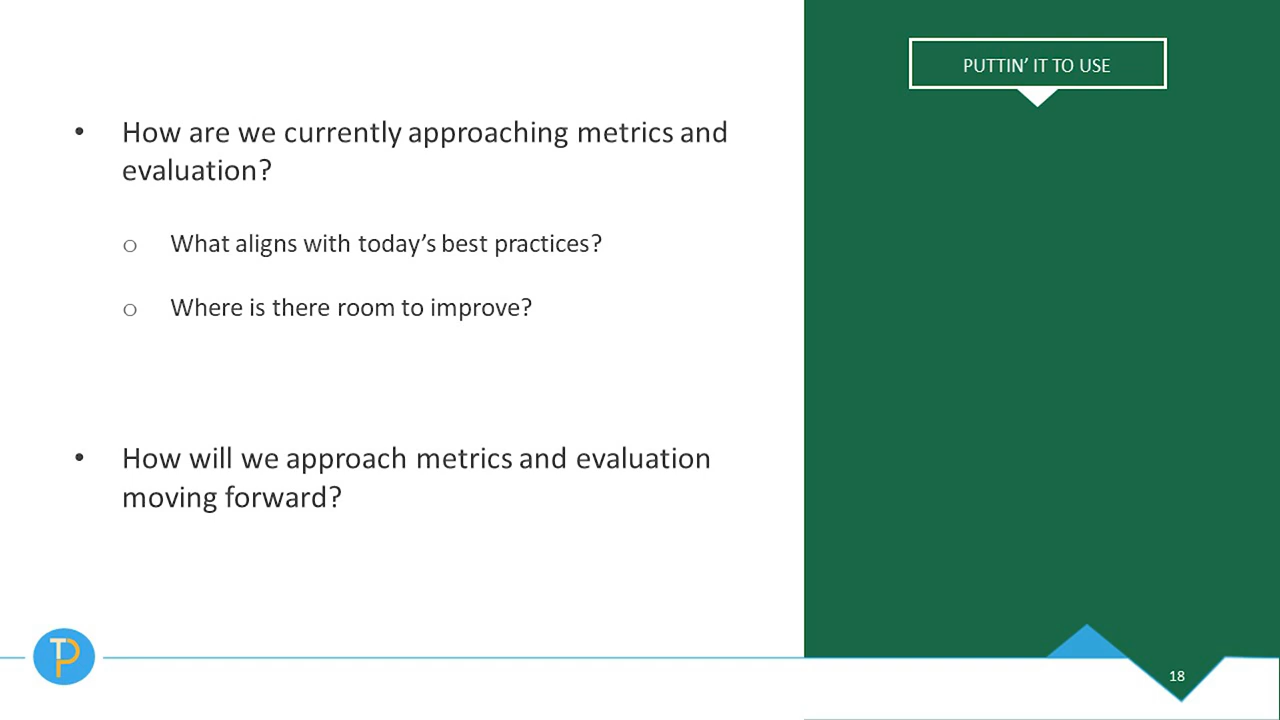 PUTTIN’ IT TO USE
• How are we currently approaching metrics and
evaluation?
o What aligns with today’s best practices?
o Where is there room to improve?
• How will we approach metrics and evaluation
moving forward?
TP
18